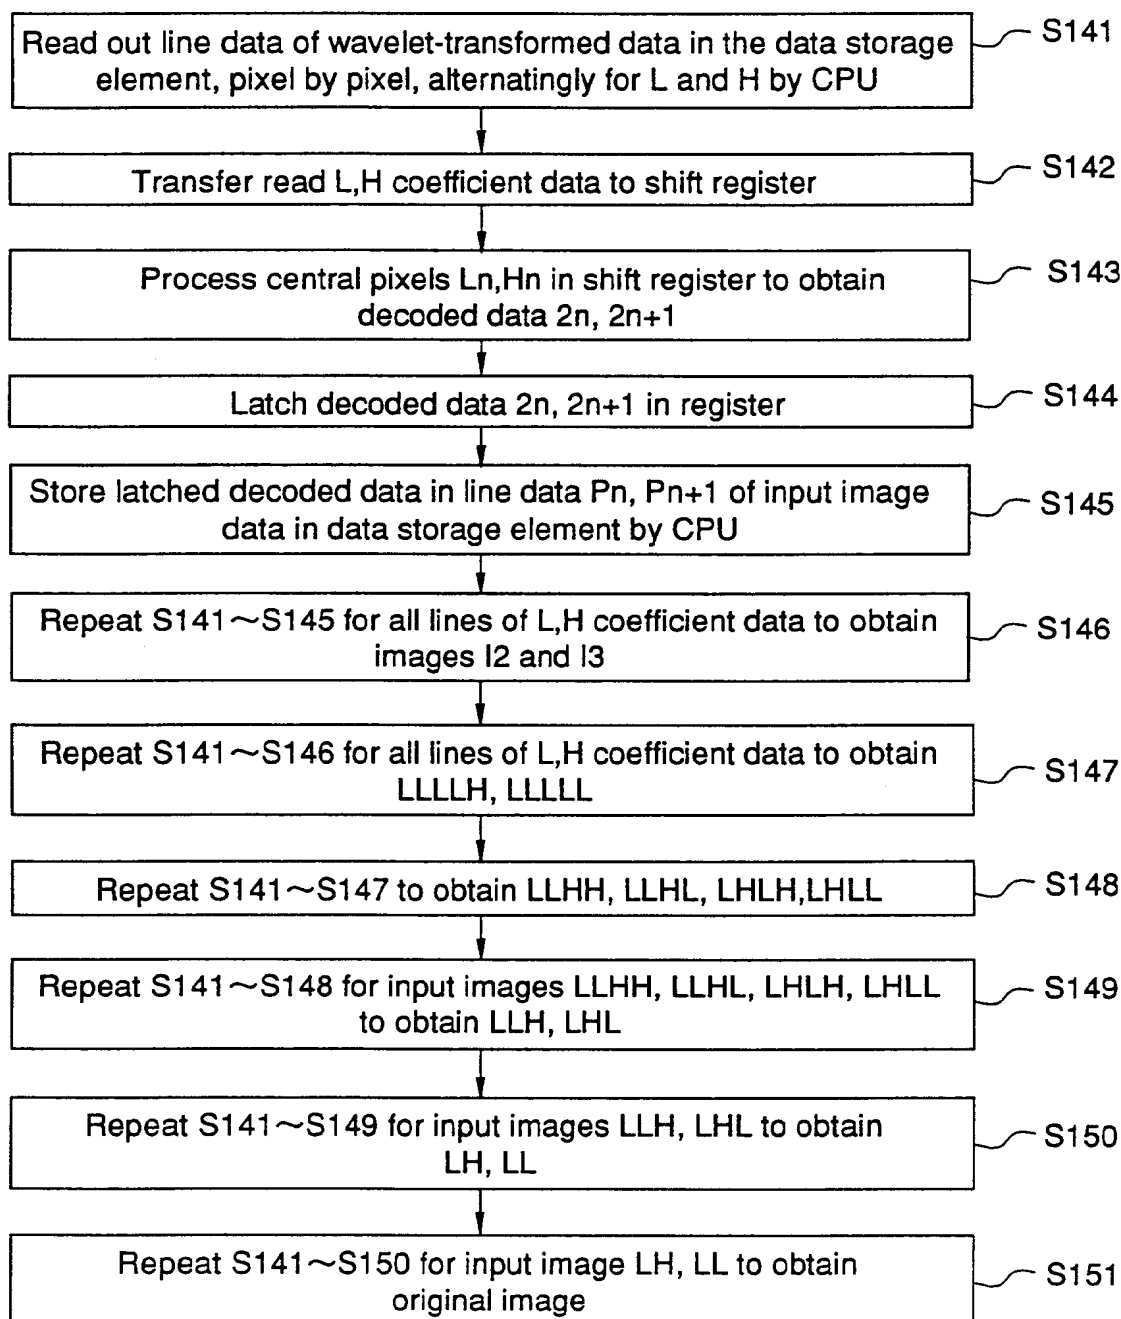 Read out line data of wavelet-transformed data in the data storage
element, pixel by pixel, alternatingly for L and H by CPU
S141
Transfer read L,H coefficient data to shift register
S142
Process central pixels Ln,Hn in shift register to obtain
decoded data 2n, 2n+1
S143
Latch decoded data 2n, 2n+1 in register
S144
Store latched decoded data in line data Pn, Pn+1 of input image
data in data storage element by CPU
S145
Repeat S141~S145 for all lines of L,H coefficient data to obtain
images I2 and I3
S146
Repeat S141~S146 for all lines of L,H coefficient data to obtain
LLLLH, LLLLL
S147
Repeat S141~S147 to obtain LLHH, LLHL, LHLH,LHLL
S148
Repeat S141~S148 for input images LLHH, LLHL, LHLH, LHLL
to obtain LLH, LHL
S149
Repeat S141~S149 for input images LLH, LHL to obtain
LH, LL
S150
Repeat S141~S150 for input image LH, LL to obtain
original image
S151